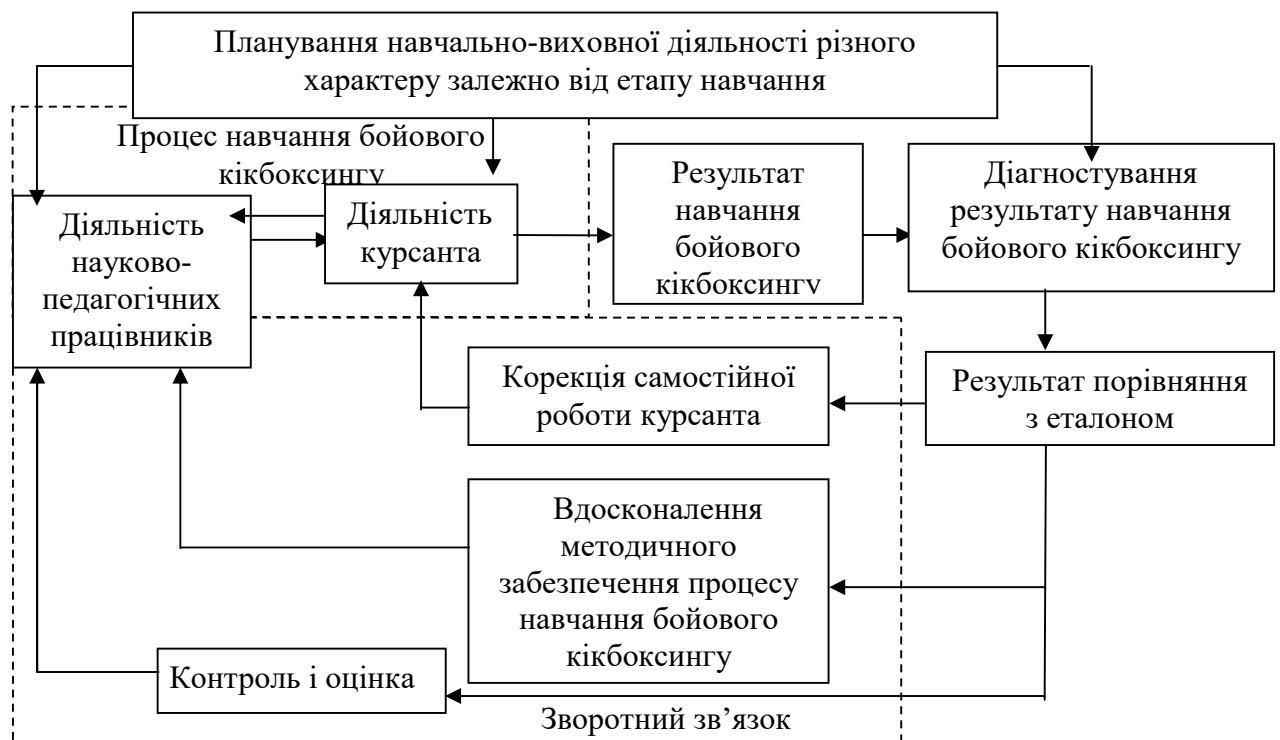 Планування навчально-виховної діяльності різного
характеру залежно від етапу навчання
Процес навчання бойового
кікбоксингу
Діяльність
науково-
педагогічних
працівників
Діяльність
курсанта
Результат
навчання
бойового
кікбоксингу
Діагностування
результату навчання
бойового кікбоксингу
Корекція самостійної
роботи курсанта
Результат порівняння
з еталоном
Вдосконалення
методичного
забезпечення процесу
навчання бойового
кікбоксингу
Контроль і оцінка
Зворотний зв’язок